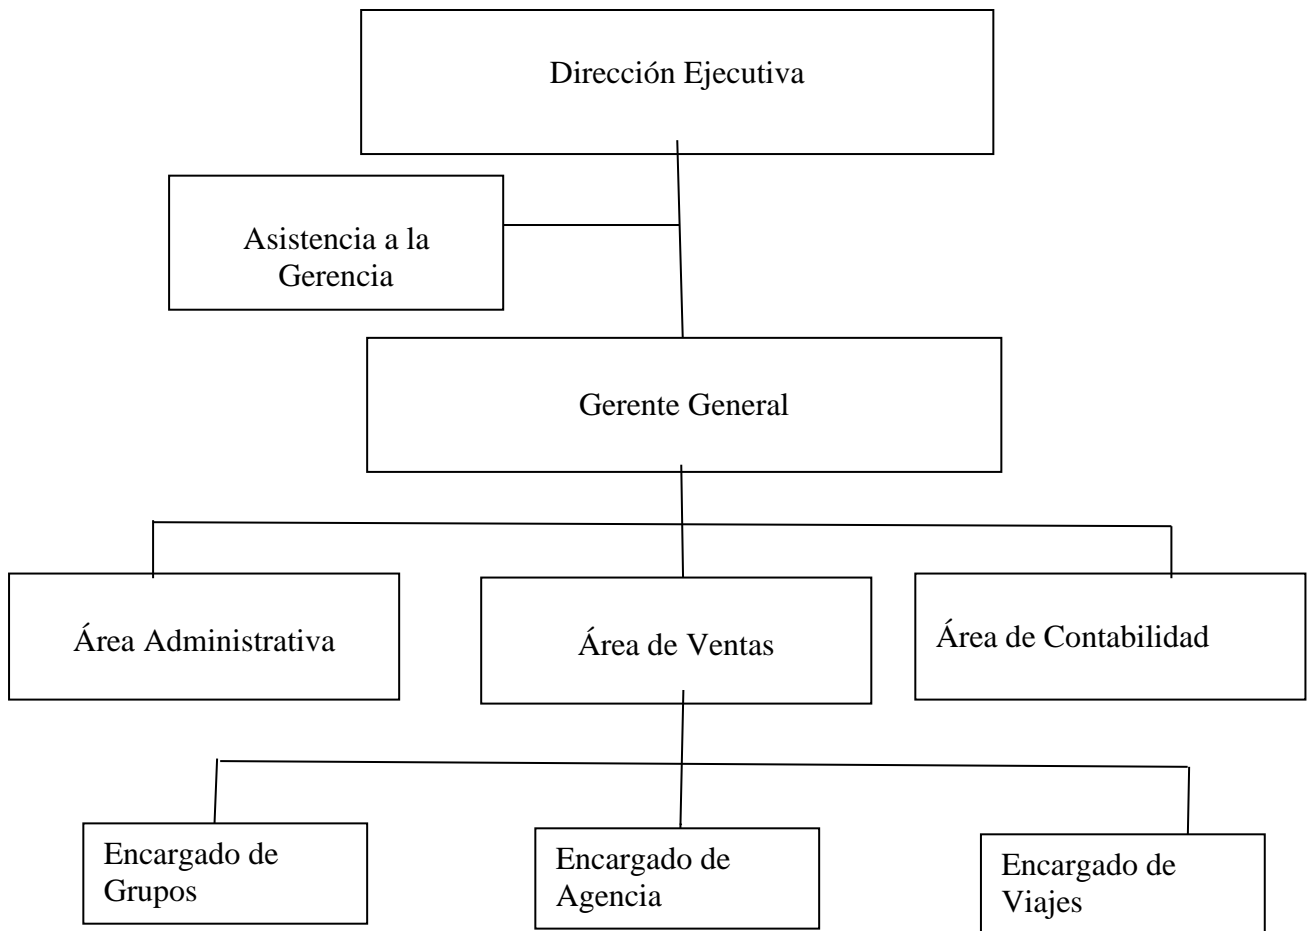 Dirección Ejecutiva
Asistencia a la
Gerencia
Gerente General
Área Administrativa
Área de Ventas
Área de Contabilidad
Encargado de
Grupos
Encargado de
Agencia
Encargado de
Viajes